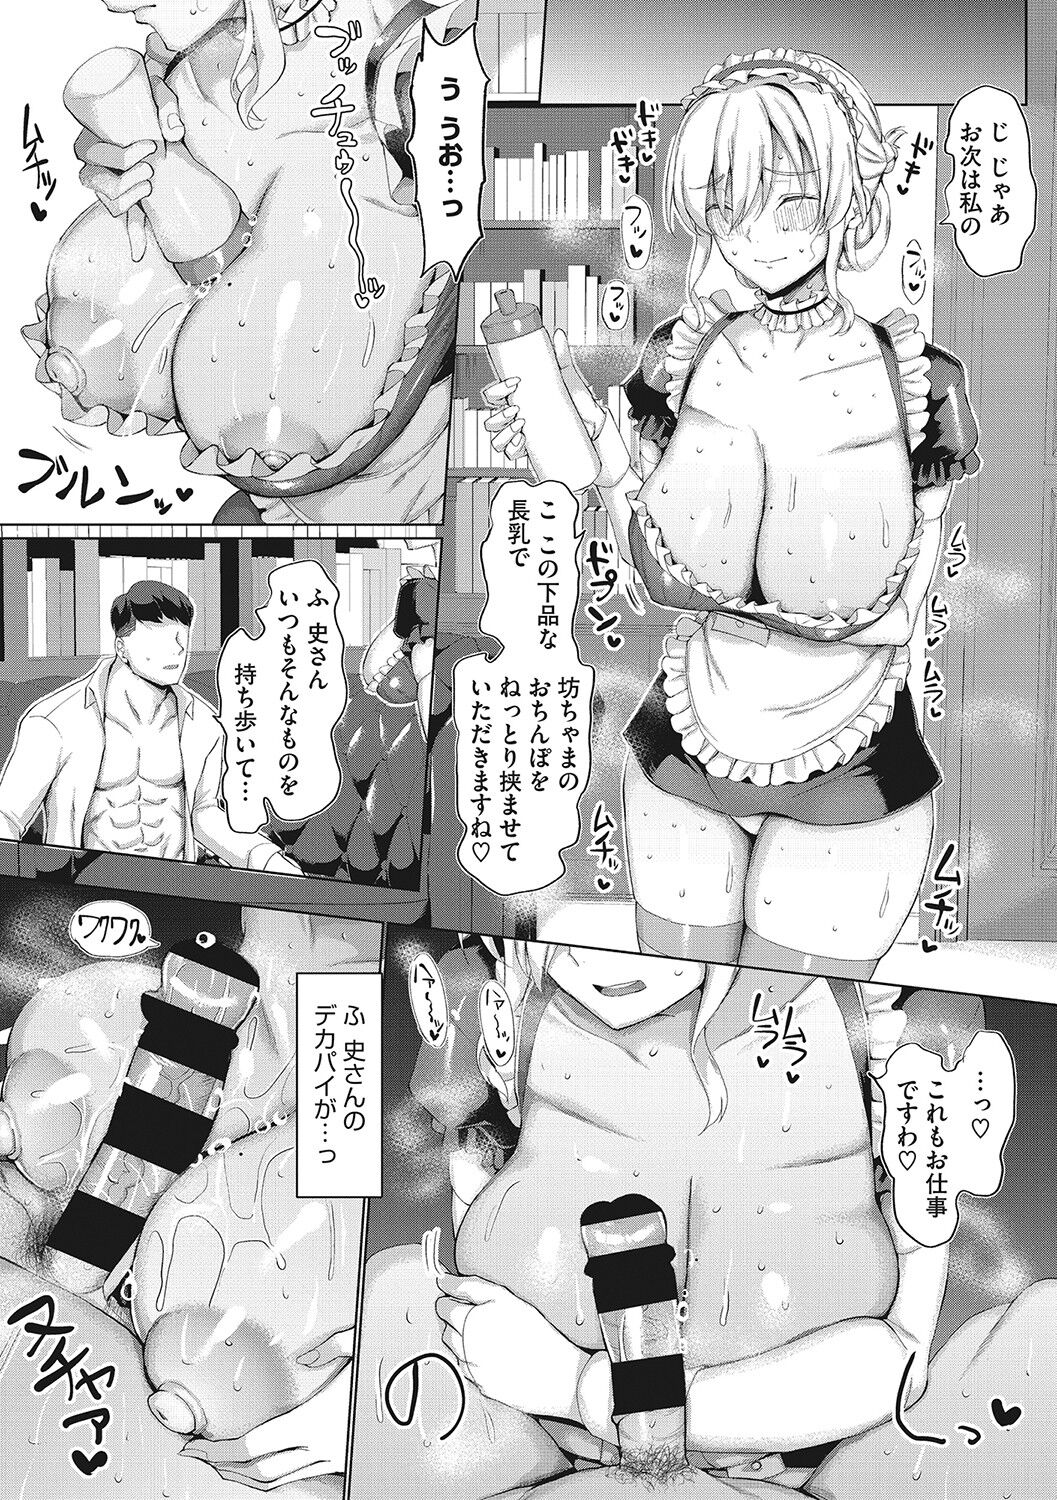 じ じゃあ
お次は私の
ドキ
ドキ
ドキ
ドキ
フッ
フッ
フッ
こ この下品な
長乳で
坊ちゃまの
おちんぽを
ねっとり挟ませて
いただきますね♡
ドプン
ムラ
ムラ
ムラ
ムチッ
ムチッ
う うお…っ
ブッ
チュゥ〜
ムチッ
ブルンッ
ふ 史さん
いつもそんなものを
持ち歩いて…
…っ♡
これもお仕事
ですわ♡
ムラ
ムラ
ハァ〜ッ
ハァ〜ッ
のしっ
ふ 史さんの
デカパイが…っ
ワクワク
ヌチャア